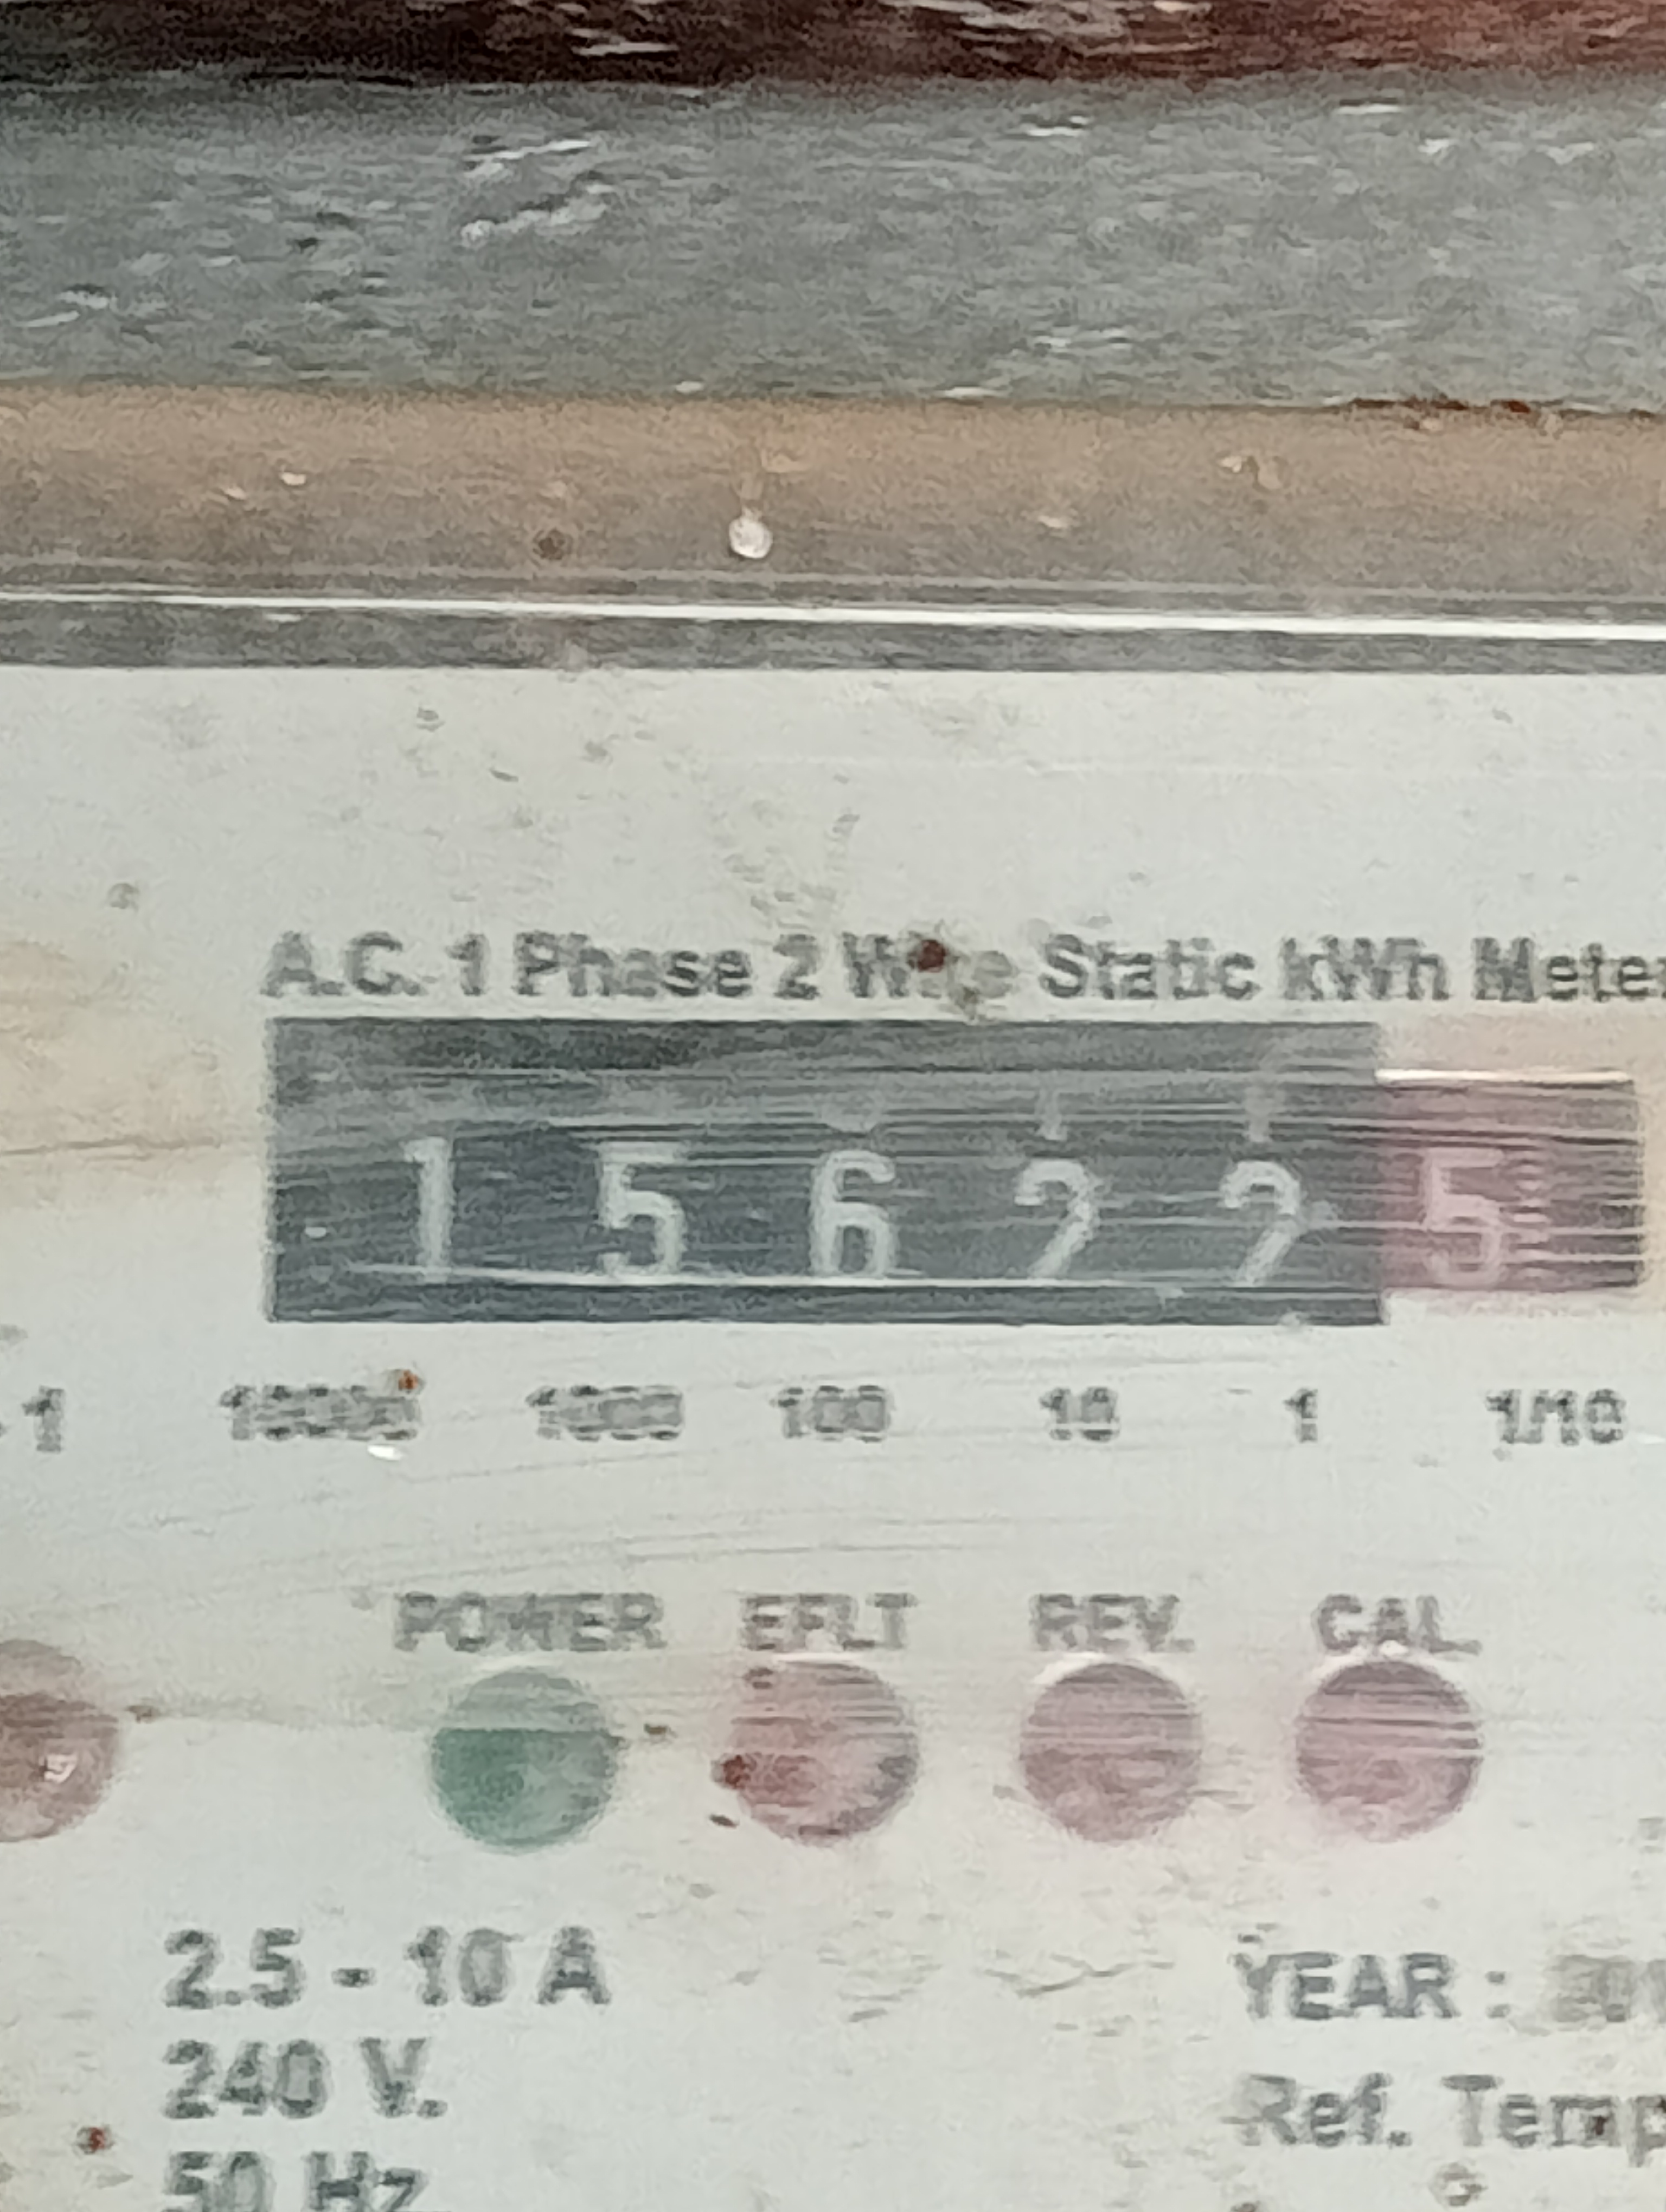 A.C. 1 Phase 2 Wire Static kWh Meter
1 5 6 2 2 5
1 10000 1000 100 10 1 1/10
POWER EFLT REV. CAL.
2.5 - 10 A
YEAR :
240 V.
Ref. Temp
50 Hz